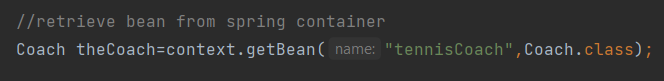 //retrieve bean from spring container
Coach theCoach=context.getBean( name: "tennisCoach",Coach.class);